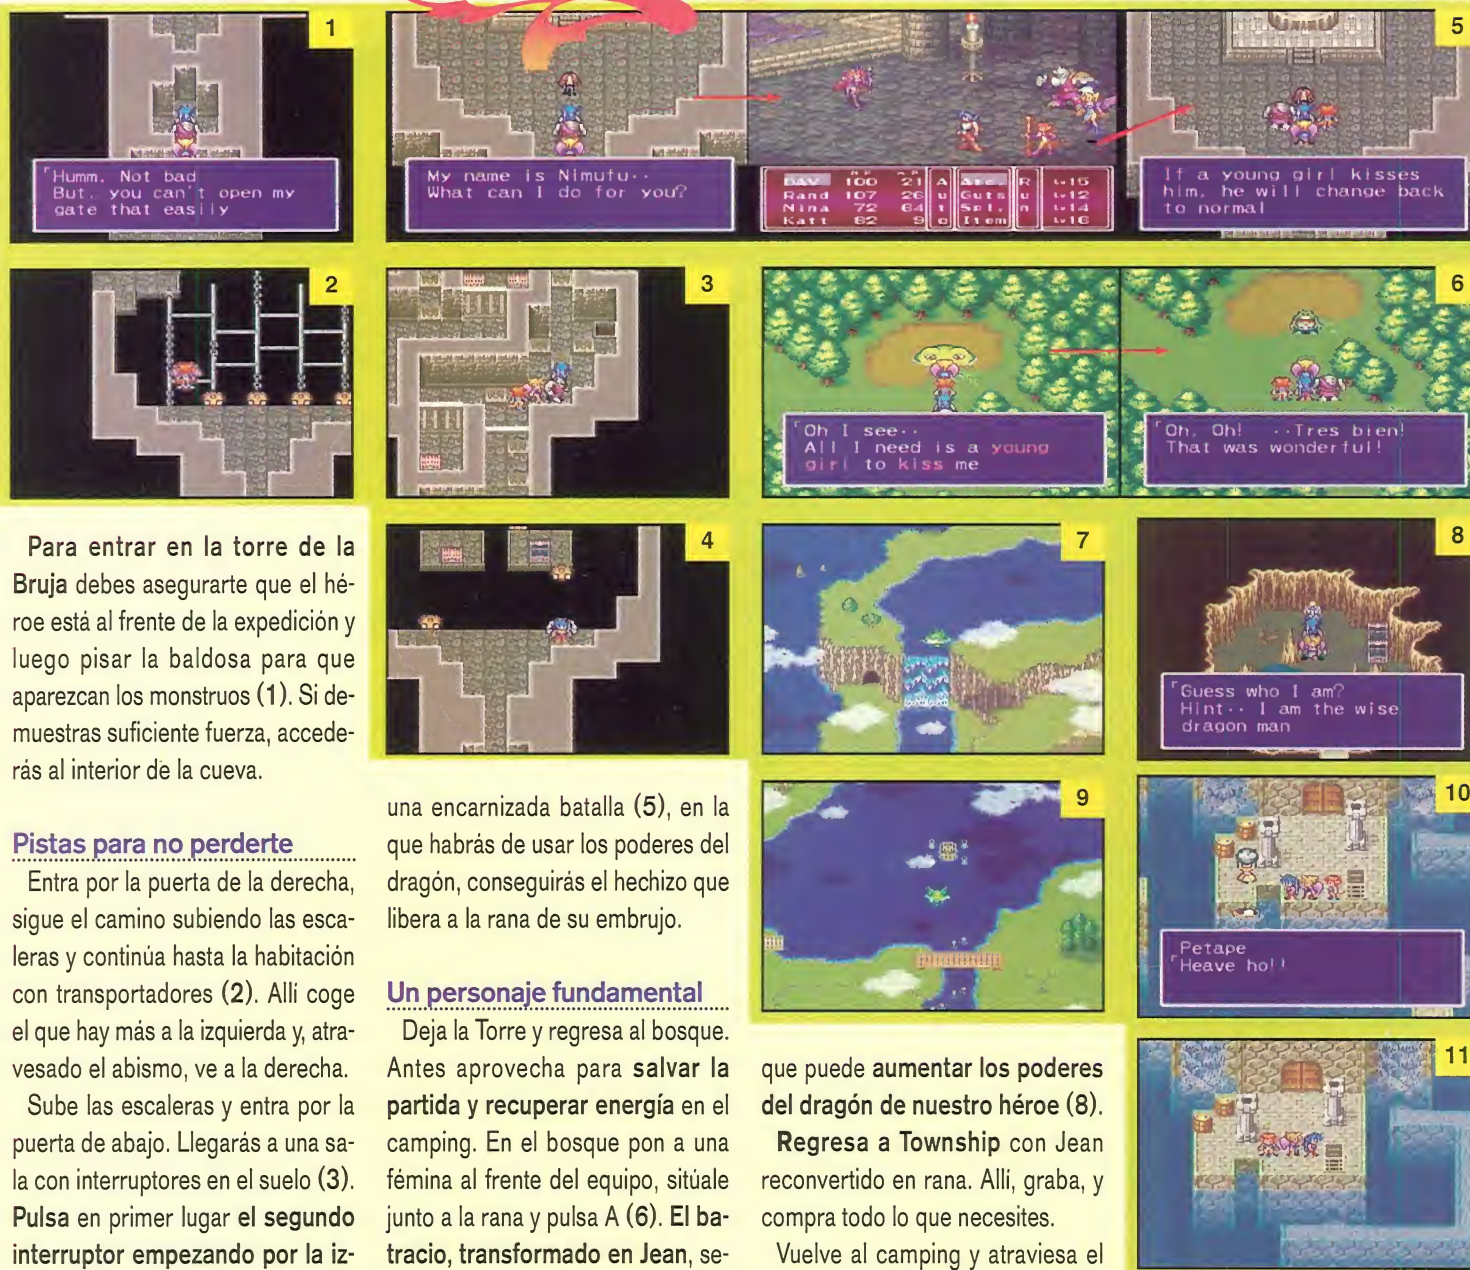 1
「Humm. Not bad
But, you can't open my
gate that easily
My name is Nimufu··
What can I do for you?
DAV 100 21
Rand 107 26
Nina 72 64
Katt 82 9
Auto
Atc.
Guts
Spl.
Item
Run
Lv15
Lv12
Lv14
Lv16
5
If a young girl kisses
him, he will change back
to normal
2
3
6
「Oh I see··
All I need is a young
girl to kiss me
「Oh, Oh! ··Tres bien!
That was wonderful!
4
7
8
「Guess who I am?
Hint·· I am the wise
dragon man
9
10
Petape
「Heave ho!!
11
Para entrar en la torre de la
Bruja debes asegurarte que el hé-
roe está al frente de la expedición y
luego pisar la baldosa para que
aparezcan los monstruos (1). Si de-
muestras suficiente fuerza, accede-
rás al interior de la cueva.
Pistas para no perderte
Entra por la puerta de la derecha,
sigue el camino subiendo las esca-
leras y continúa hasta la habitación
con transportadores (2). Allí coge
el que hay más a la izquierda y, atra-
vesado el abismo, ve a la derecha.
Sube las escaleras y entra por la
puerta de abajo. Llegarás a una sa-
la con interruptores en el suelo (3).
Pulsa en primer lugar el segundo
interruptor empezando por la iz-
una encarnizada batalla (5), en la
que habrás de usar los poderes del
dragón, conseguirás el hechizo que
libera a la rana de su embrujo.
Un personaje fundamental
Deja la Torre y regresa al bosque.
Antes aprovecha para salvar la
partida y recuperar energía en el
camping. En el bosque pon a una
fémina al frente del equipo, sitúale
junto a la rana y pulsa A (6). El ba-
tracio, transformado en Jean, se-
que puede aumentar los poderes
del dragón de nuestro héroe (8).
Regresa a Township con Jean
reconvertido en rana. Allí, graba, y
compra todo lo que necesites.
Vuelve al camping y atraviesa el